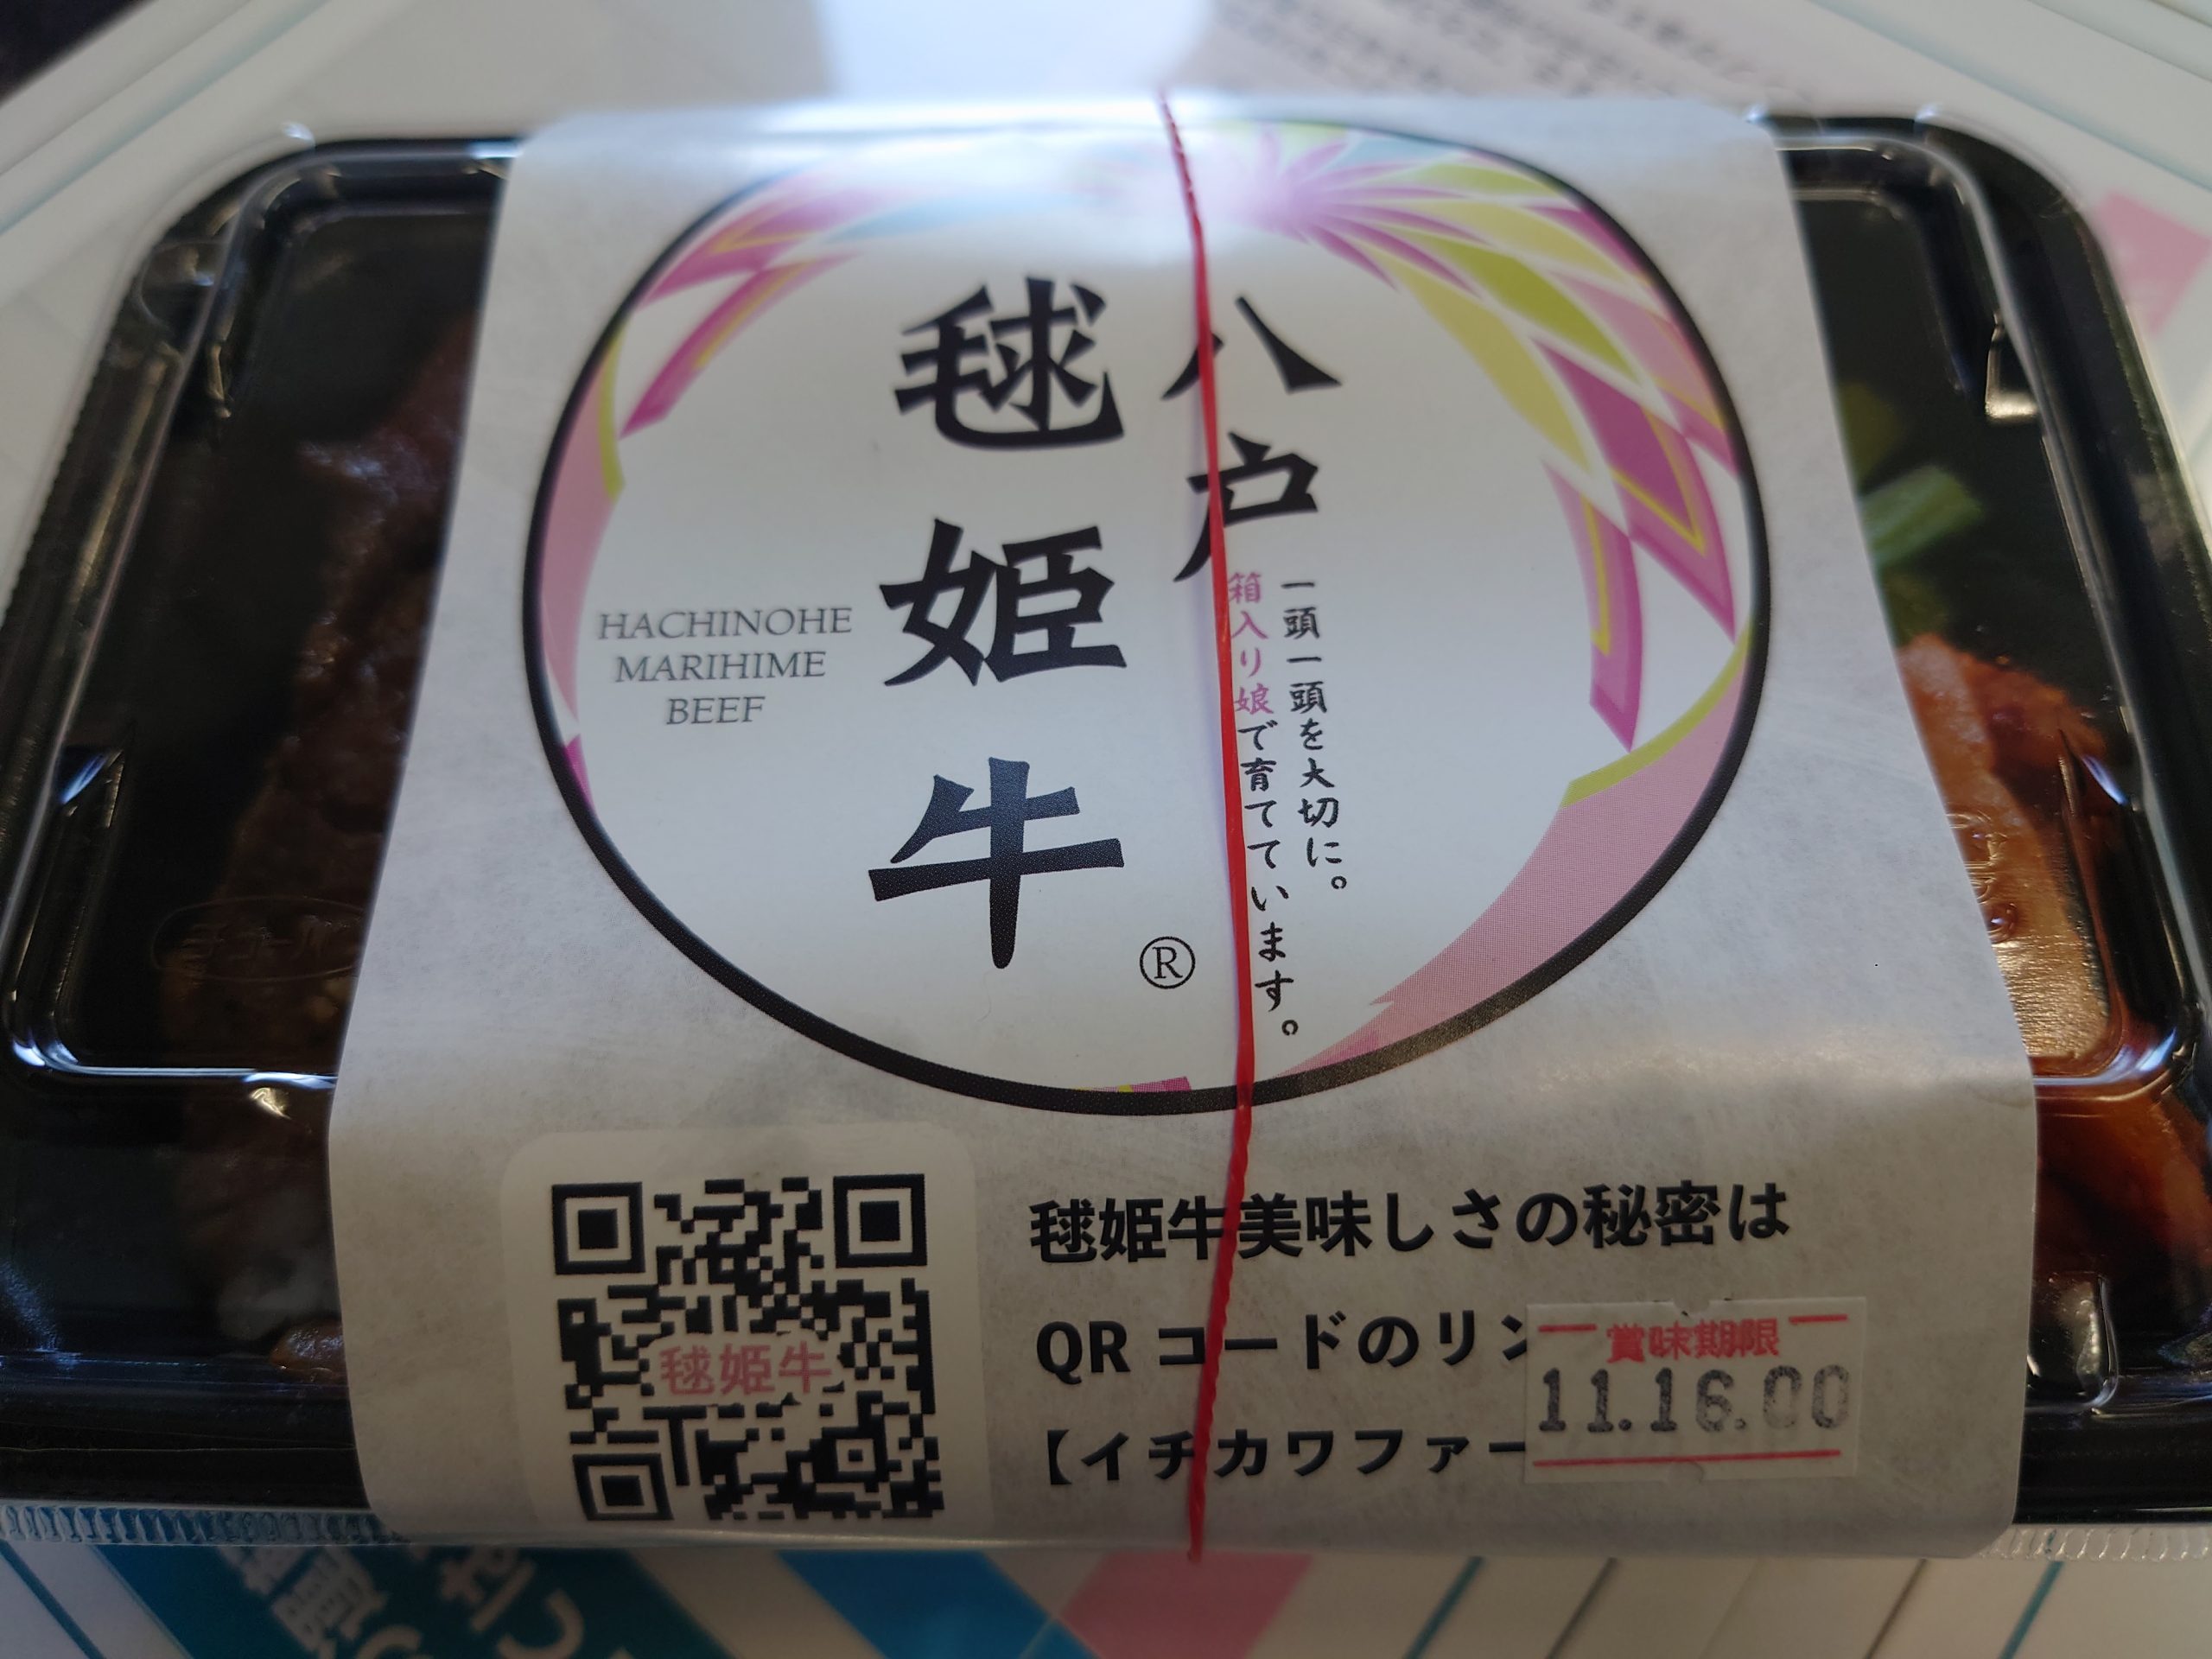 八戸
毬姫牛
®
一頭一頭を大切に。
箱入り娘で育てています。
HACHINOHE
MARIHIME
BEEF
毬姫牛
毬姫牛美味しさの秘密は
QRコードのリン
【イチカワファー
賞味期限
11.16.00